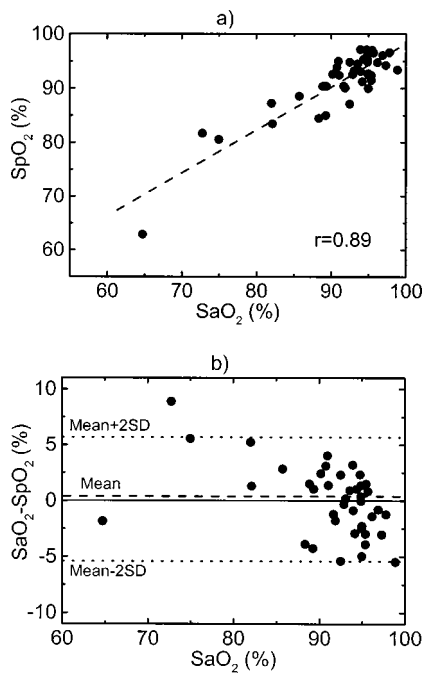 a)
100
90
80
70
60
SpO2 (%)
r=0.89
60 70 80 90 100
SaO2 (%)
b)
10
5
0
-5
-10
SaO2-SpO2 (%)
Mean+2SD
Mean
Mean-2SD
60 70 80 90 100
SaO2 (%)